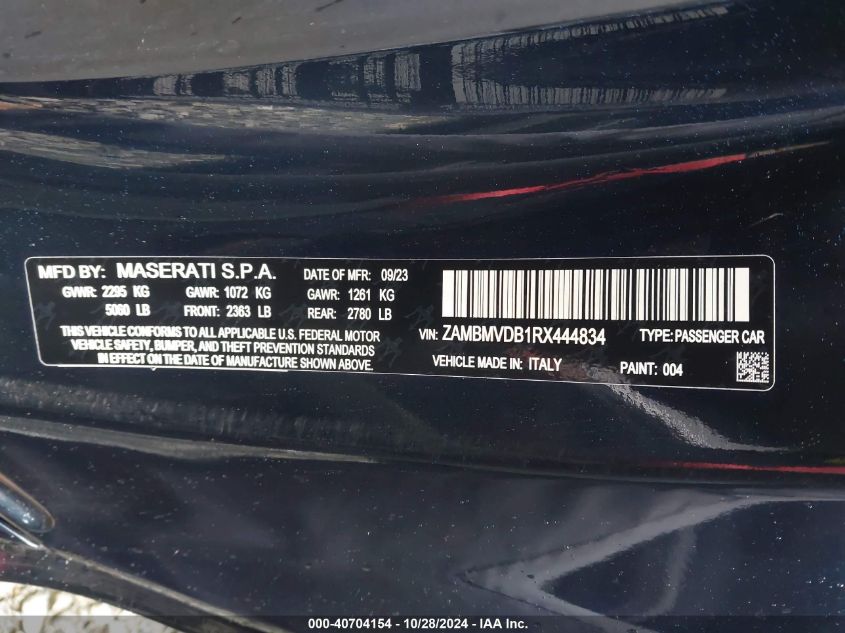 MFD BY: MASERATI S.P.A. DATE OF MFR: 09/23
GVWR: 2295 KG GAWR: 1072 KG GAWR: 1261 KG
5060 LB FRONT: 2363 LB REAR: 2780 LB
THIS VEHICLE CONFORMS TO ALL APPLICABLE U.S. FEDERAL MOTOR
VEHICLE SAFETY, BUMPER, AND THEFT PREVENTION STANDARDS
IN EFFECT ON THE DATE OF MANUFACTURE SHOWN ABOVE.
VIN: ZAMBMVDB1RX444834 TYPE: PASSENGER CAR
VEHICLE MADE IN: ITALY PAINT: 004
000-40704154 - 10/28/2024 - IAA Inc.